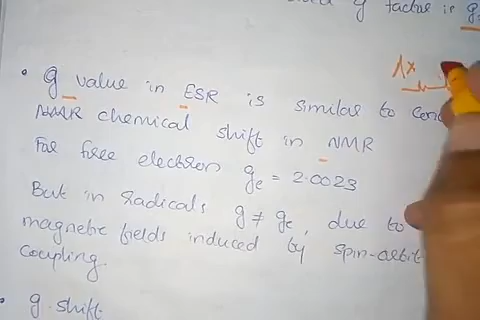 g factor is g
1x
• g value in ESR is similar to
NMR chemical shift in NMR
For free electron ge = 2.0023
But in radicals g ≠ ge, due to
magnetic fields induced by spin-orbit
coupling.
• g-shift